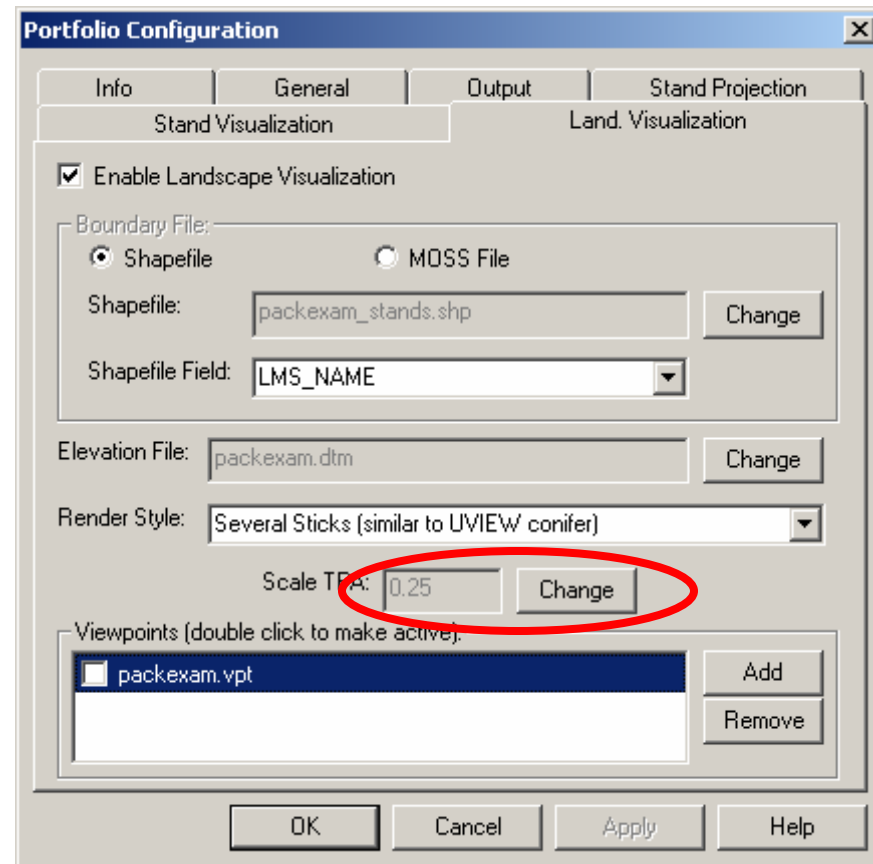 Portfolio Configuration
Info General Output Stand Projection
Stand Visualization Land. Visualization
Enable Landscape Visualization
Boundary File:
Shapefile MOSS File
Shapefile: packexam_stands.shp Change
Shapefile Field: LMS_NAME
Elevation File: packexam.dtm Change
Render Style: Several Sticks (similar to UVIEW conifer)
Scale TPA: 0.25 Change
Viewpoints (double click to make active):
packexam.vpt Add
Remove
OK Cancel Apply Help